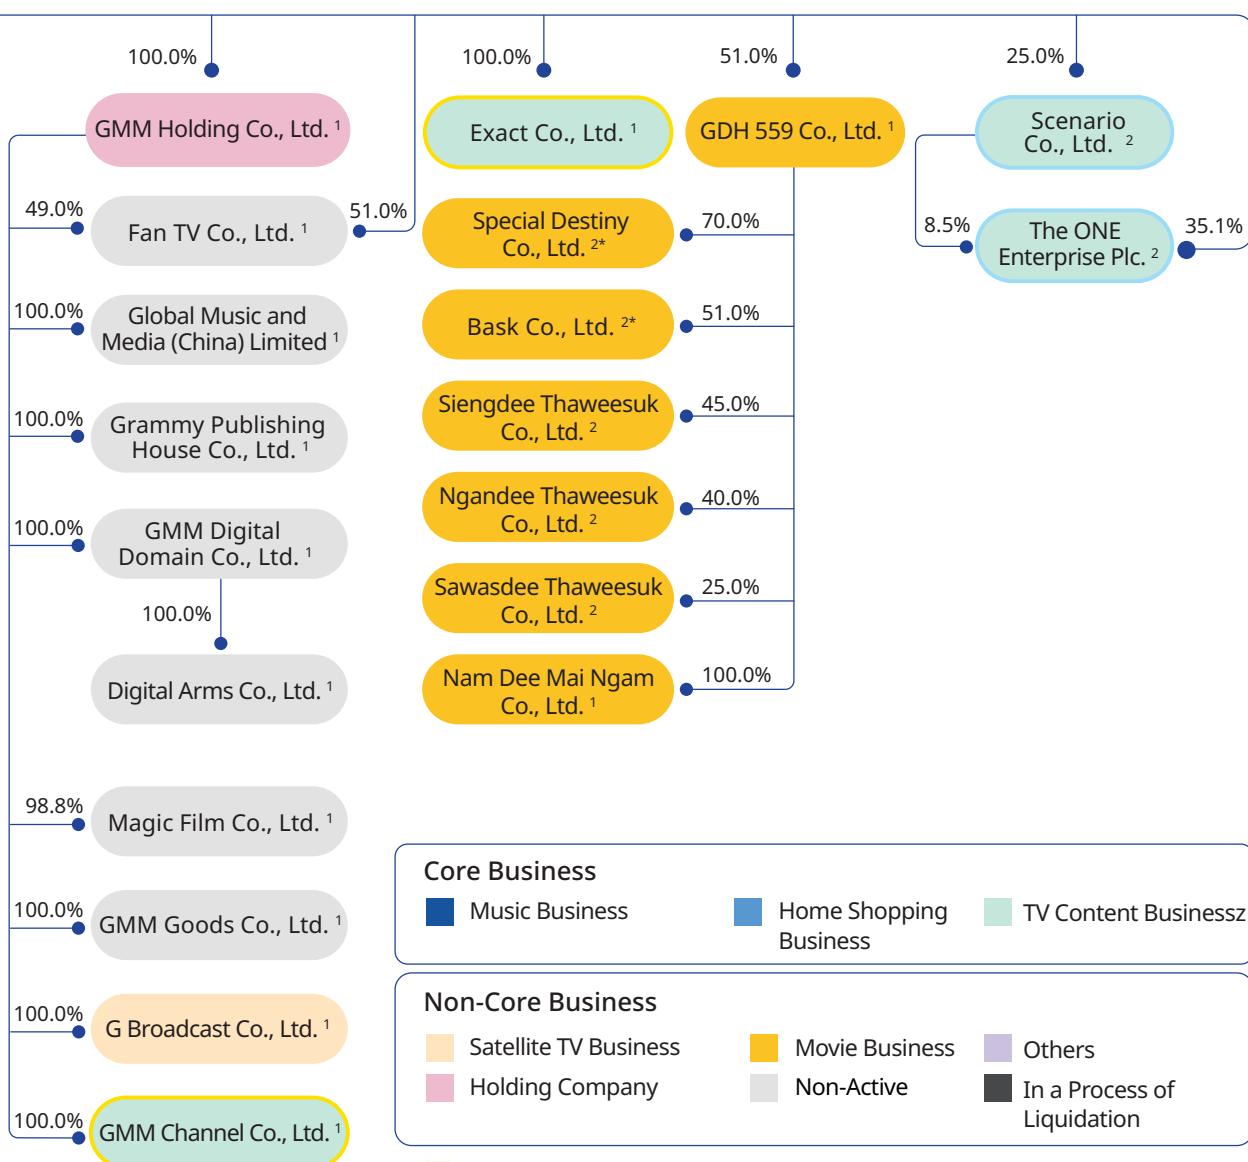 100.0%
100.0%
51.0%
25.0%
GMM Holding Co., Ltd. 1
Exact Co., Ltd. 1
GDH 559 Co., Ltd. 1
Scenario
Co., Ltd. 2
49.0%
Fan TV Co., Ltd. 1
51.0%
Special Destiny
Co., Ltd. 2*
70.0%
8.5%
The ONE
Enterprise Plc. 2
35.1%
100.0%
Global Music and
Media (China) Limited 1
Bask Co., Ltd. 2*
51.0%
100.0%
Grammy Publishing
House Co., Ltd. 1
Siengdee Thaweesuk
Co., Ltd. 2
45.0%
100.0%
GMM Digital
Domain Co., Ltd. 1
Ngandee Thaweesuk
Co., Ltd. 2
40.0%
100.0%
Sawasdee Thaweesuk
Co., Ltd. 2
25.0%
Digital Arms Co., Ltd. 1
Nam Dee Mai Ngam
Co., Ltd. 1
100.0%
98.8%
Magic Film Co., Ltd. 1
100.0%
GMM Goods Co., Ltd. 1
100.0%
G Broadcast Co., Ltd. 1
100.0%
GMM Channel Co., Ltd. 1
Core Business
Music Business
Home Shopping
Business
TV Content Businessz
Non-Core Business
Satellite TV Business
Movie Business
Others
Holding Company
Non-Active
In a Process of
Liquidation